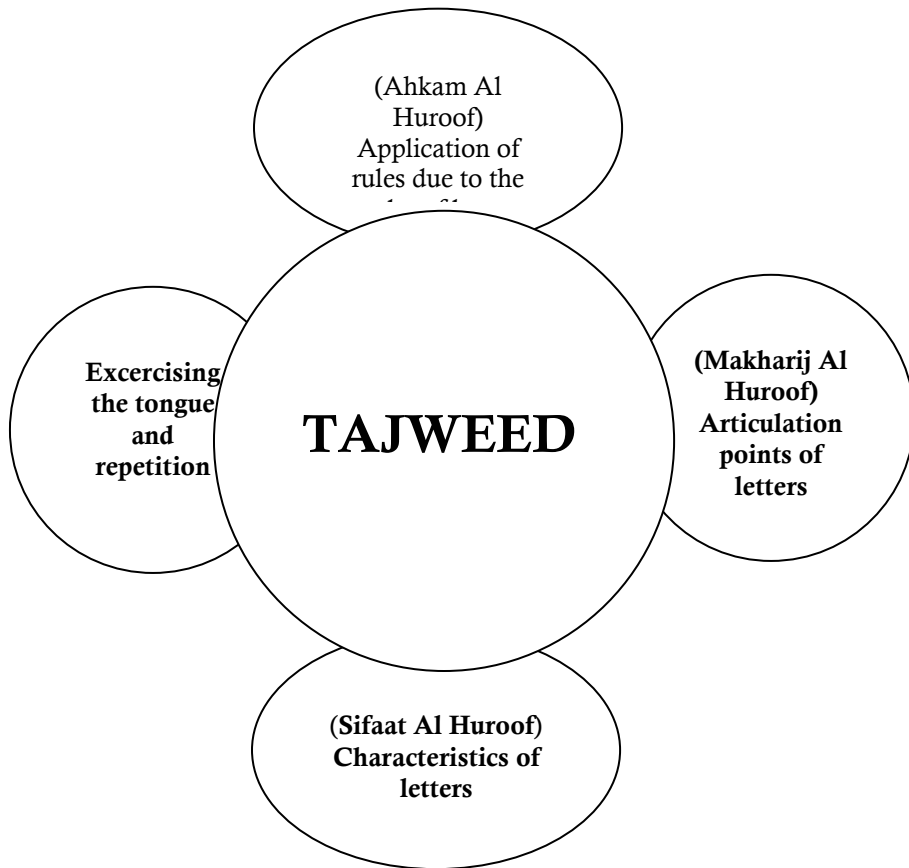 (Ahkam Al
Huroof)
Application of
rules due to the
Excercising
the tongue
and
repetition
TAJWEED
(Makharij Al
Huroof)
Articulation
points of
letters
(Sifaat Al Huroof)
Characteristics of
letters